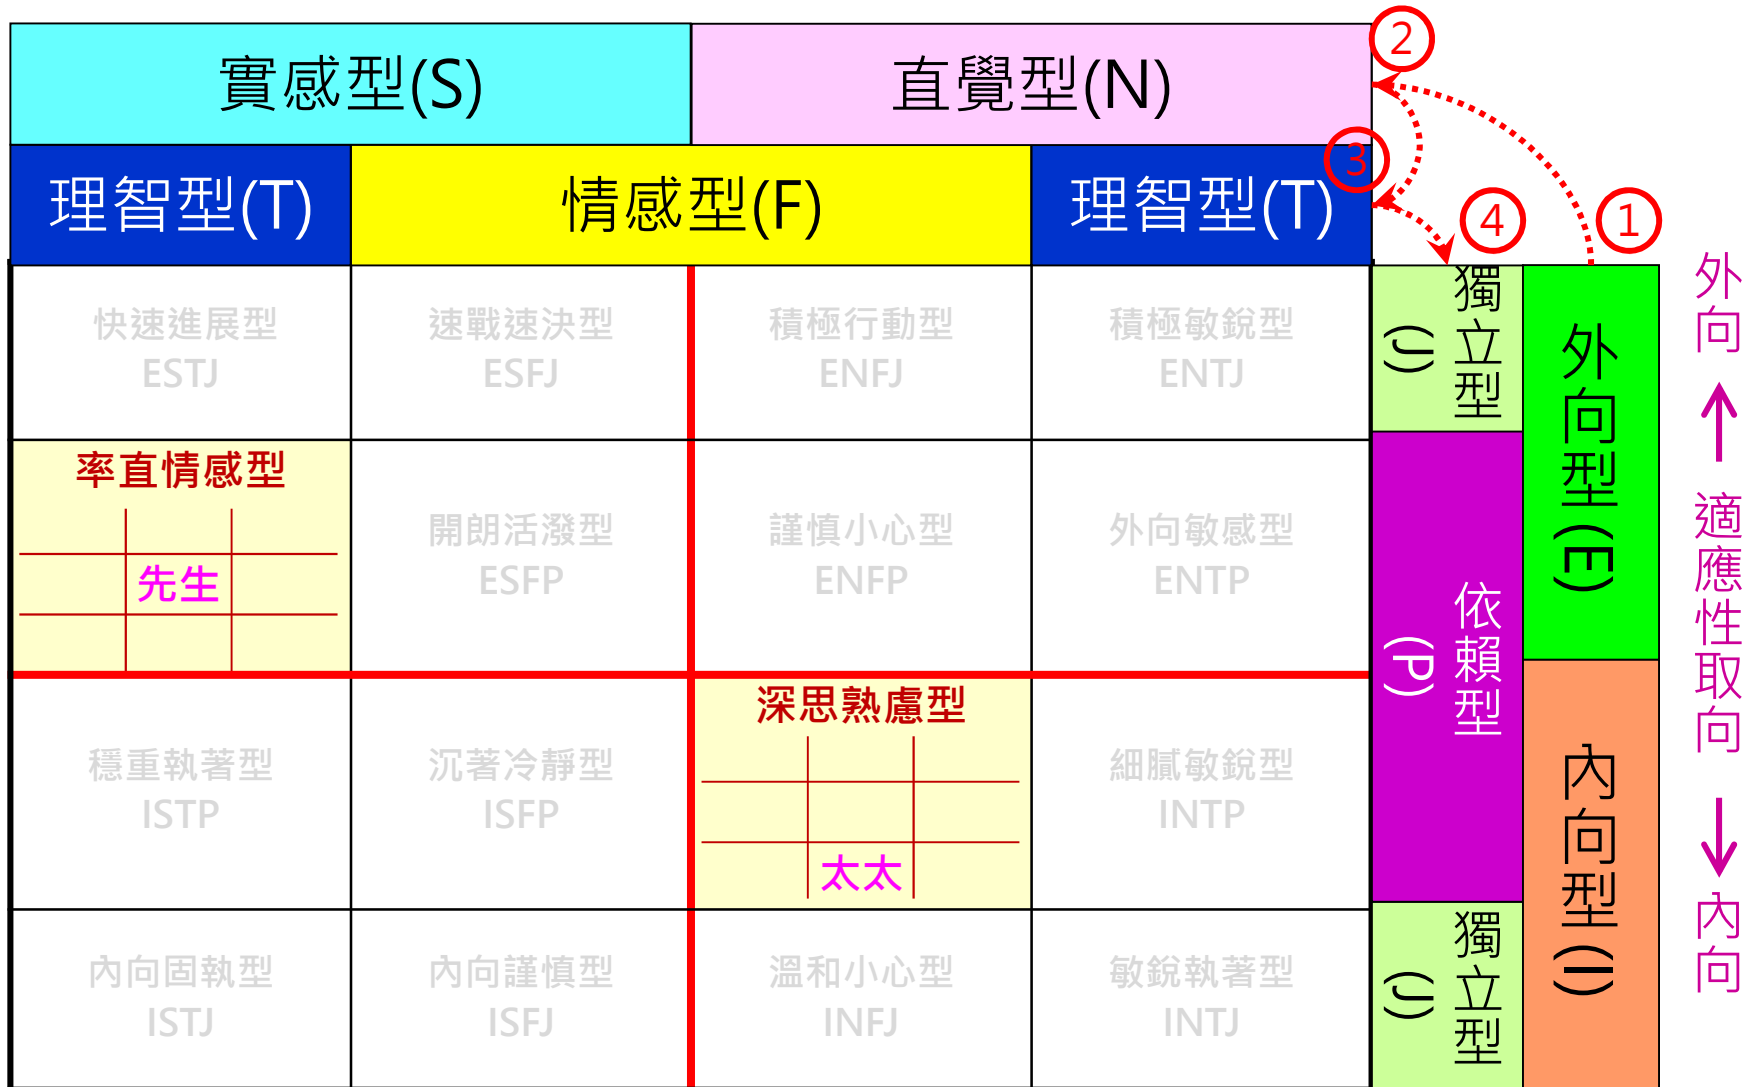 實感型(S)
直覺型(N)
②
理智型(T)
情感型(F)
理智型(T)
③
④
①
快速進展型
ESTJ
速戰速決型
ESFJ
積極行動型
ENFJ
積極敏銳型
ENTJ
獨立型
(J)
外向型(E)
率直情感型
先生
開朗活潑型
ESFP
謹慎小心型
ENFP
外向敏感型
ENTP
依賴型
(P)
穩重執著型
ISTP
沉著冷靜型
ISFP
深思熟慮型
太太
細膩敏銳型
INTP
內向型(I)
內向固執型
ISTJ
內向謹慎型
ISFJ
溫和小心型
INFJ
敏銳執著型
INTJ
獨立型
(J)
外向
適應性取向
內向